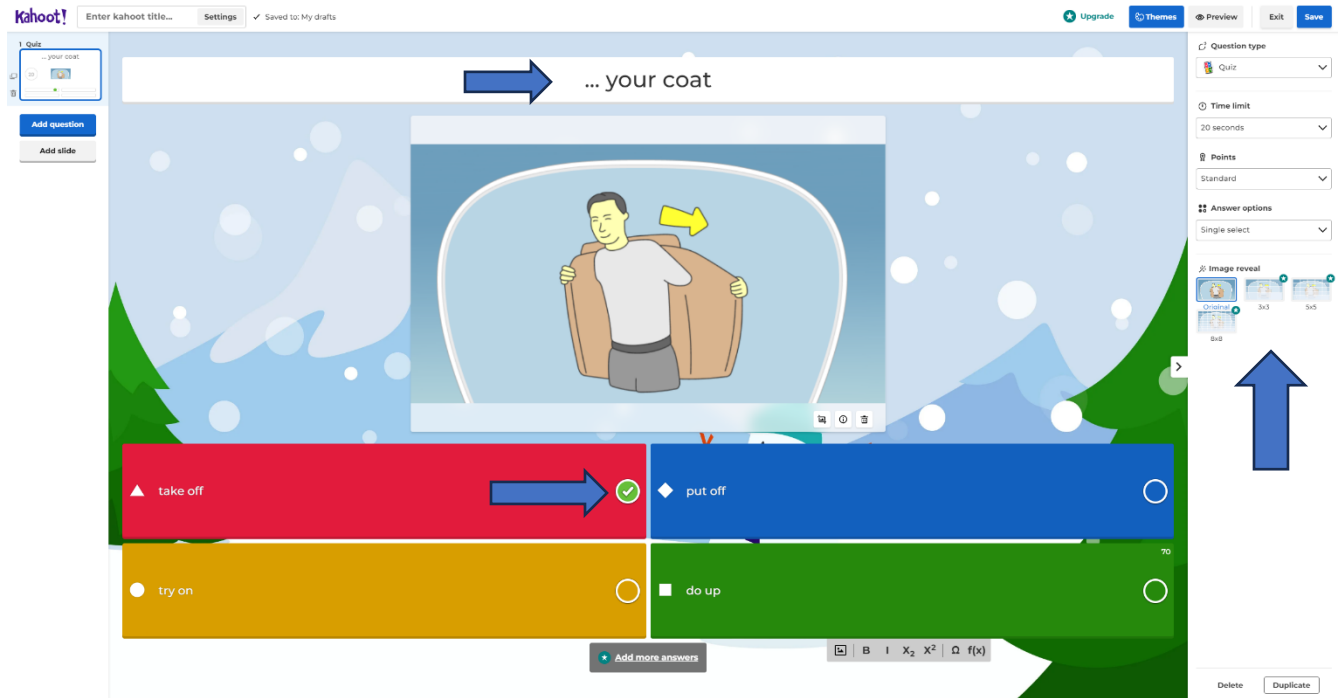 Kahoot!
Enter kahoot title...
Settings
Saved to: My drafts
Upgrade
Themes
Preview
Exit
Save
1 Quiz
... your coat
20
Add question
Add slide
... your coat
take off
put off
try on
70
do up
Add more answers
B I X₂ X² Ω f(x)
Question type
Quiz
Time limit
20 seconds
Points
Standard
Answer options
Single select
Image reveal
Original
3x3
5x5
8x8
Delete
Duplicate